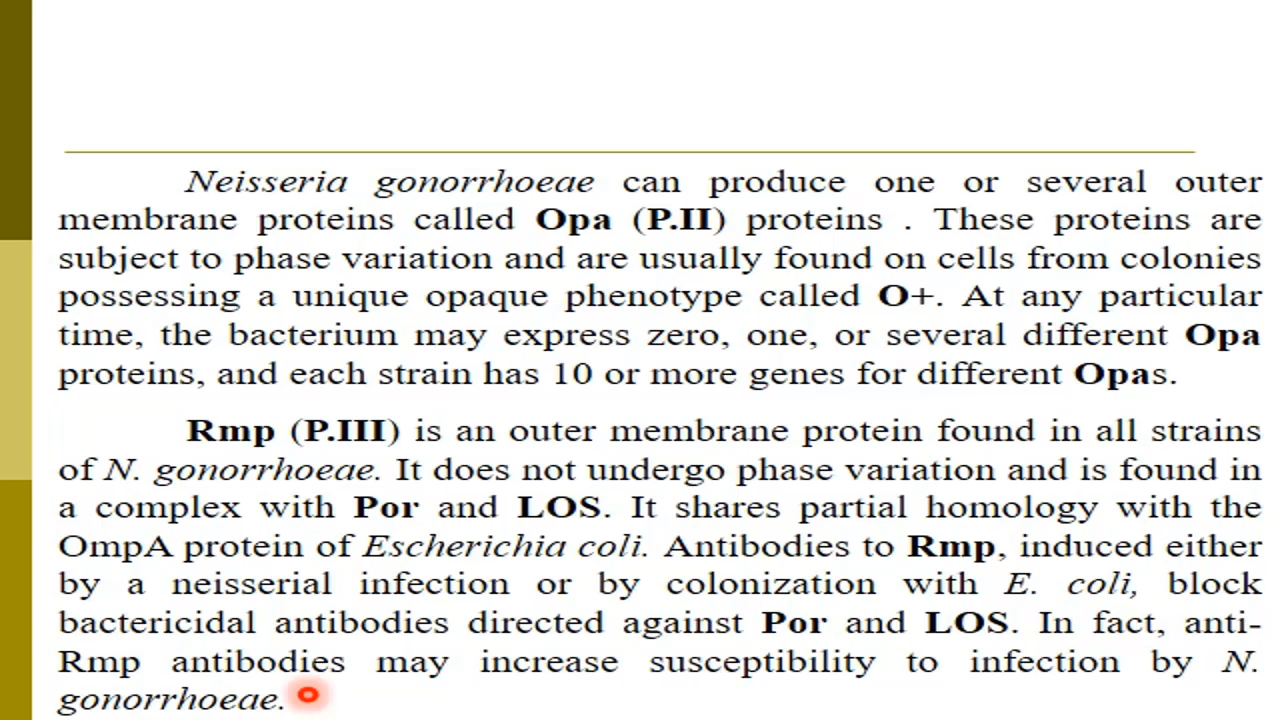 Neisseria gonorrhoeae can produce one or several outer
membrane proteins called Opa (P.II) proteins . These proteins are
subject to phase variation and are usually found on cells from colonies
possessing a unique opaque phenotype called O+. At any particular
time, the bacterium may express zero, one, or several different Opa
proteins, and each strain has 10 or more genes for different Opas.
Rmp (P.III) is an outer membrane protein found in all strains
of N. gonorrhoeae. It does not undergo phase variation and is found in
a complex with Por and LOS. It shares partial homology with the
OmpA protein of Escherichia coli. Antibodies to Rmp, induced either
by a neisserial infection or by colonization with E. coli, block
bactericidal antibodies directed against Por and LOS. In fact, anti-
Rmp antibodies may increase susceptibility to infection by N.
gonorrhoeae.